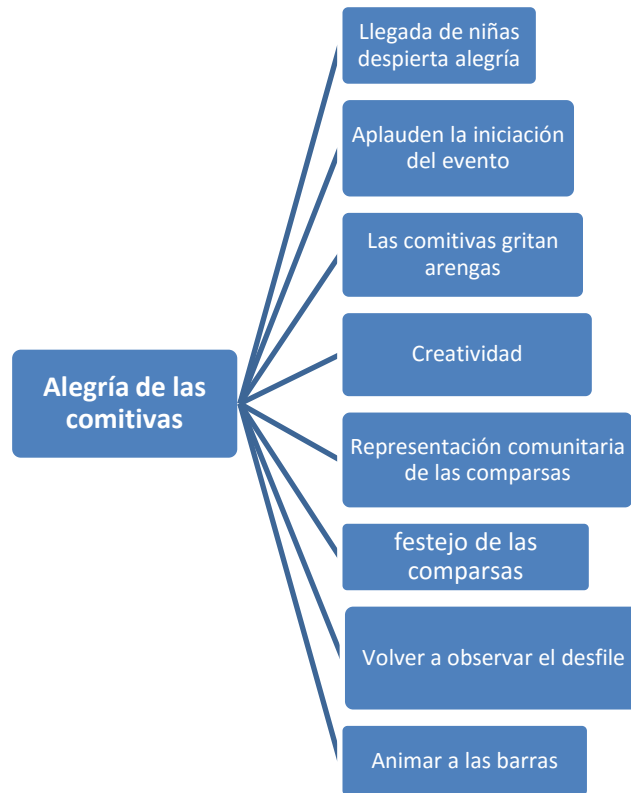 Llegada de niñas
despierta alegría
Aplauden la iniciación
del evento
Las comitivas gritan
arengas
Creatividad
Alegría de las
comitivas
Representación comunitaria
de las comparsas
festejo de las
comparsas
Volver a observar el desfile
Animar a las barras